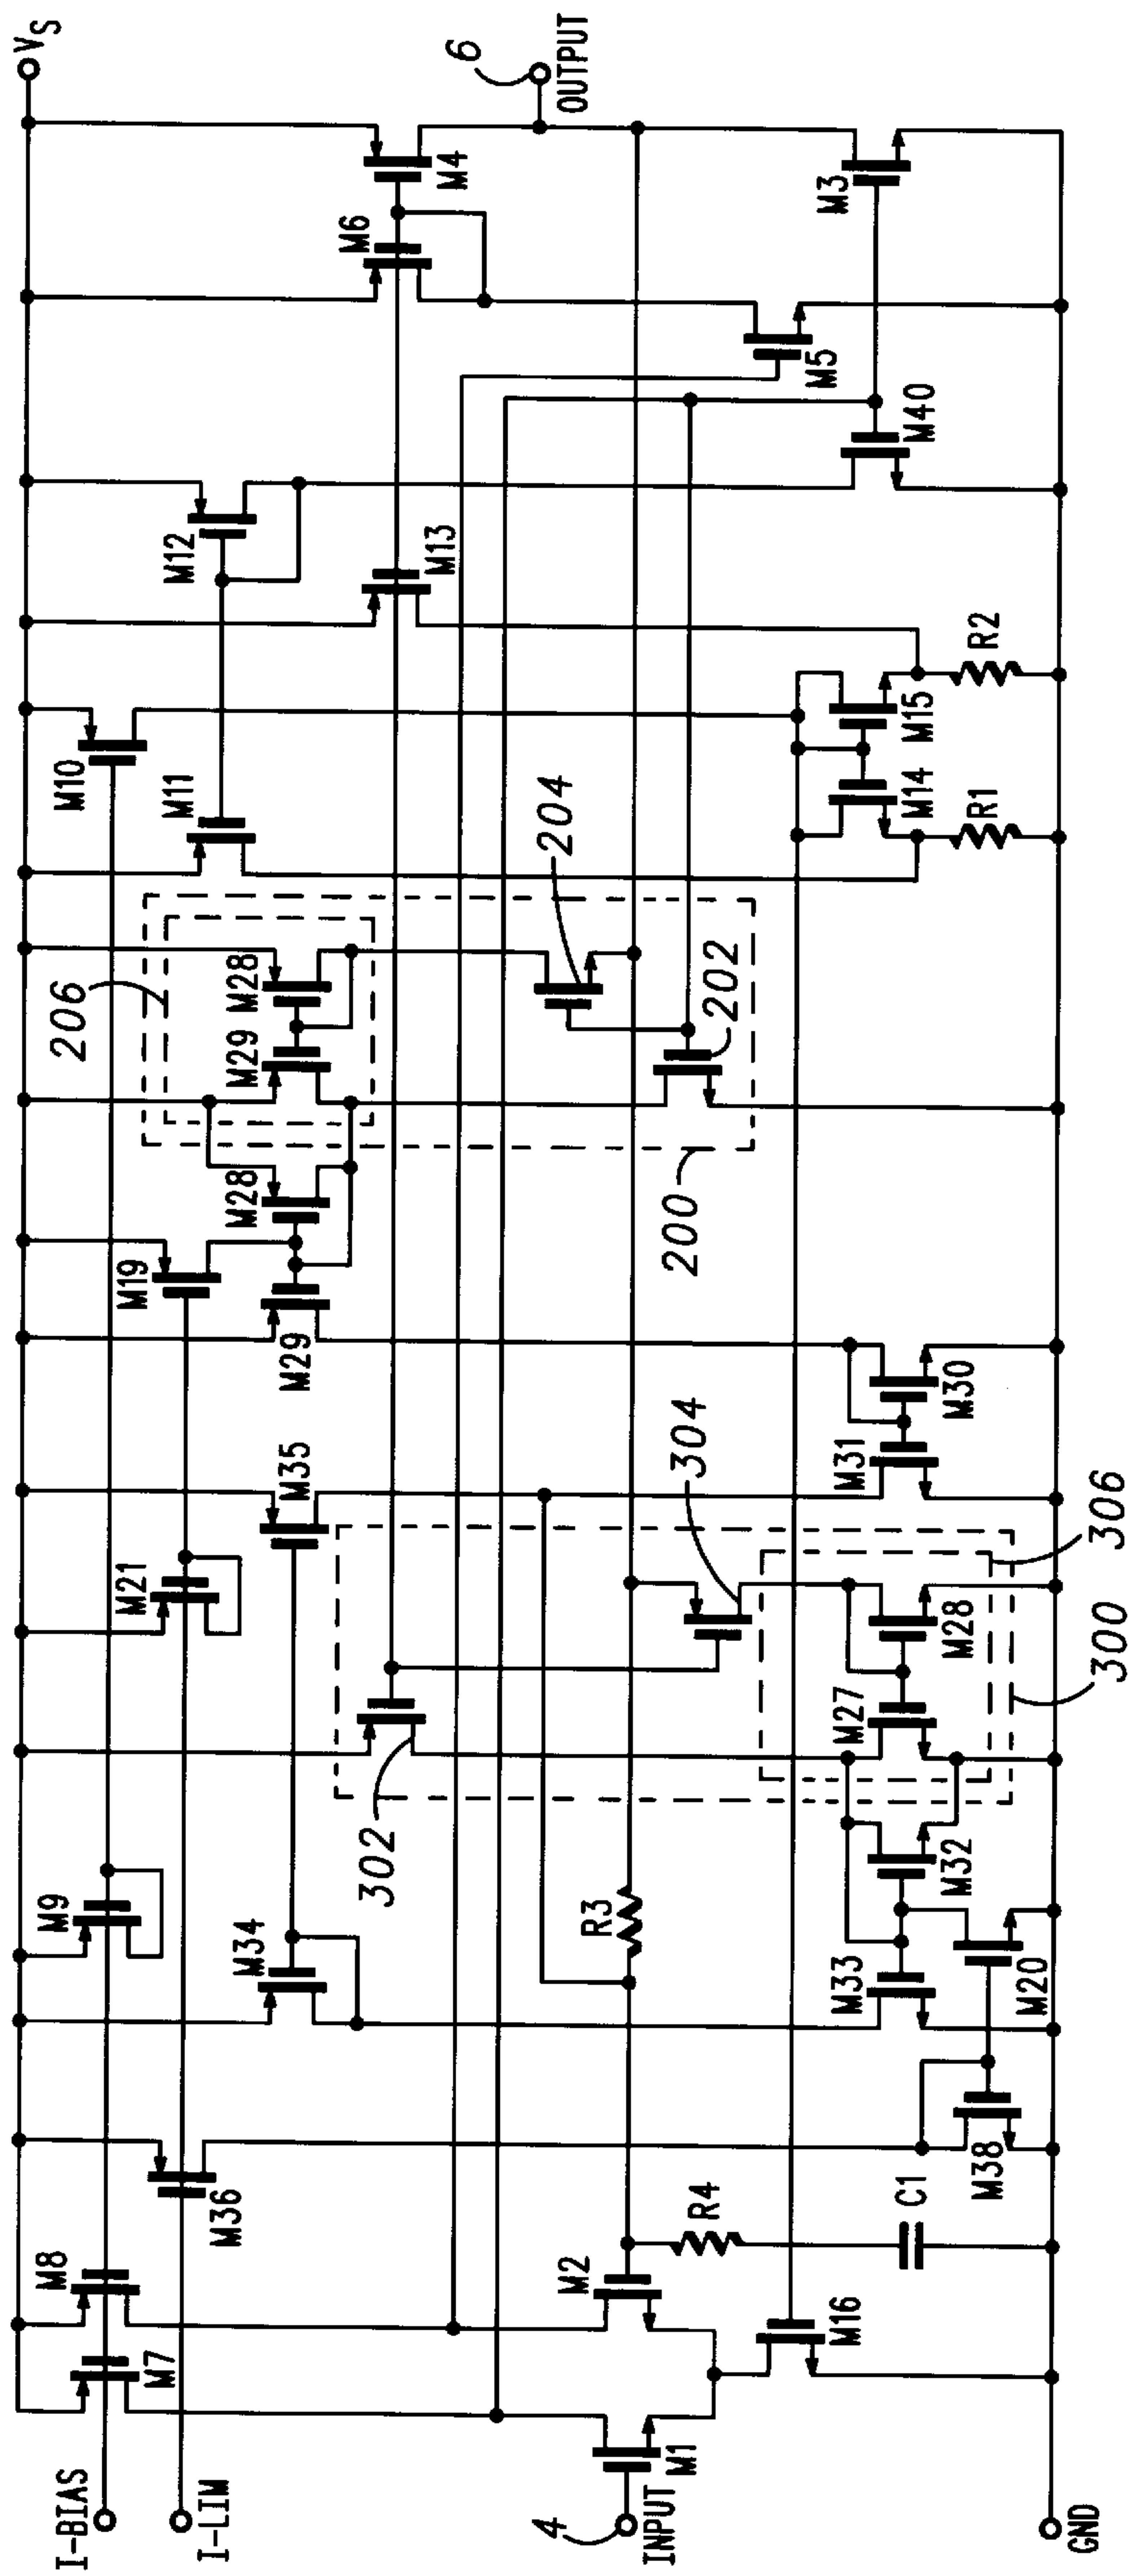 I-BIAS
I-LIM
4
INPUT
GND
M7
M8
M1
M2
M16
R4
C1
M36
M38
M9
M34
R3
M33
M20
M32
302
M21
M35
304
M27
M28
306
300
M31
M30
M19
M29
M28
206
M29
M28
200
204
202
M10
M11
M14
M15
R1
R2
M12
M13
M40
M6
M5
M4
M3
6
OUTPUT
VS